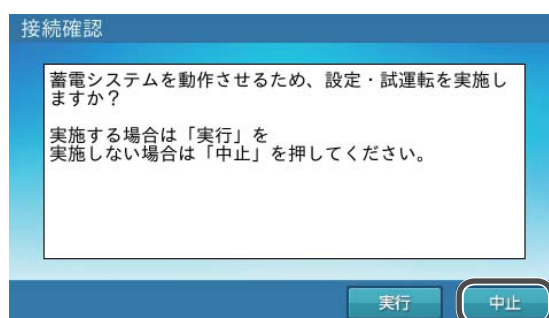 接続確認
蓄電システムを動作させるため、設定・試運転を実施し
ますか？
実施する場合は「実行」を
実施しない場合は「中止」を押してください。
実行
中止